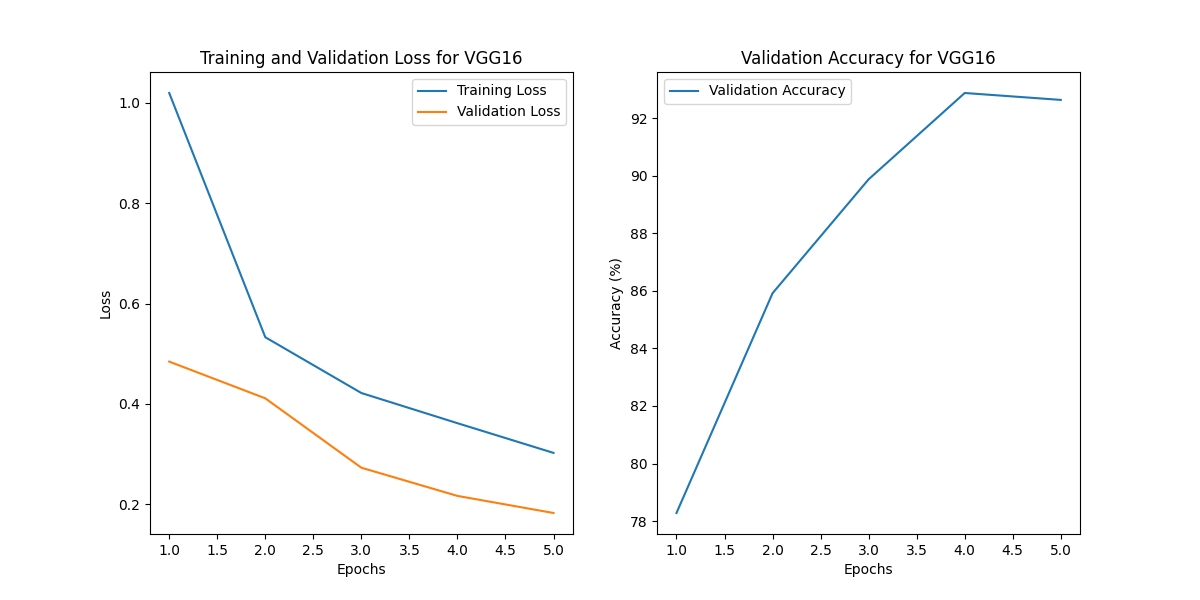 Training and Validation Loss for VGG16
Training Loss
Validation Loss
1.0
0.8
0.6
0.4
0.2
Loss
1.0 1.5 2.0 2.5 3.0 3.5 4.0 4.5 5.0
Epochs
Validation Accuracy for VGG16
Validation Accuracy
92
90
88
86
84
82
80
78
Accuracy (%)
1.0 1.5 2.0 2.5 3.0 3.5 4.0 4.5 5.0
Epochs